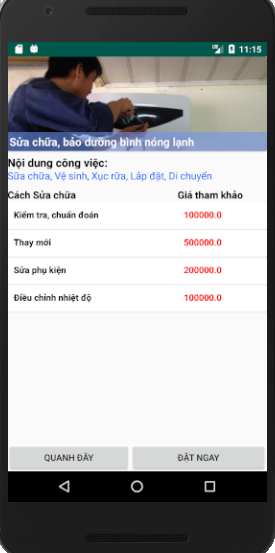 11:15
Sửa chữa, bảo dưỡng bình nóng lạnh
Nội dung công việc:
Sữa chữa, Vệ sinh, Xục rữa, Lắp đặt, Di chuyển
Cách Sửa chữa Giá tham khảo
Kiểm tra, chuẩn đoán 100000.0
Thay mới 500000.0
Sửa phụ kiện 200000.0
Điều chỉnh nhiệt độ 100000.0
QUANH ĐÂY ĐẶT NGAY